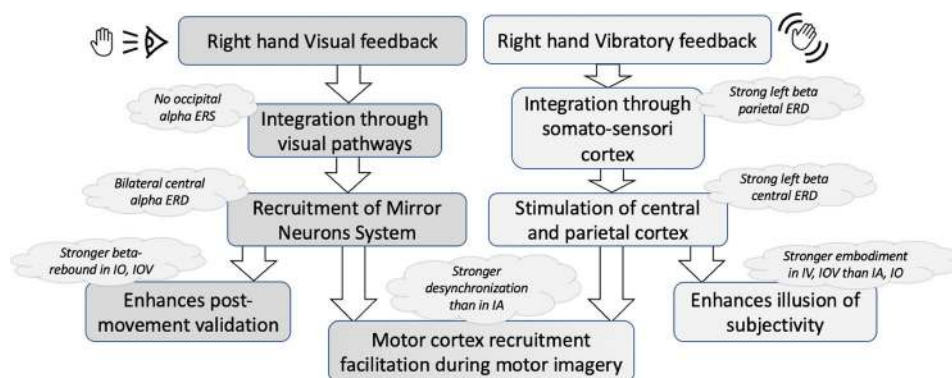 Right hand Visual feedback
Right hand Vibratory feedback
No occipital
alpha ERS
Integration through
visual pathways
Integration through
somato-sensori
cortex
Strong left beta
parietal ERD
Bilateral central
alpha ERD
Recruitment of Mirror
Neurons System
Stimulation of central
and parietal cortex
Strong left beta
central ERD
Stronger beta-
rebound in IO, IOV
Enhances post-
movement validation
Stronger
desynchronization
than in IA
Stronger embodiment
in IV, IOV than IA, IO
Enhances illusion of
subjectivity
Motor cortex recruitment
facilitation during motor imagery